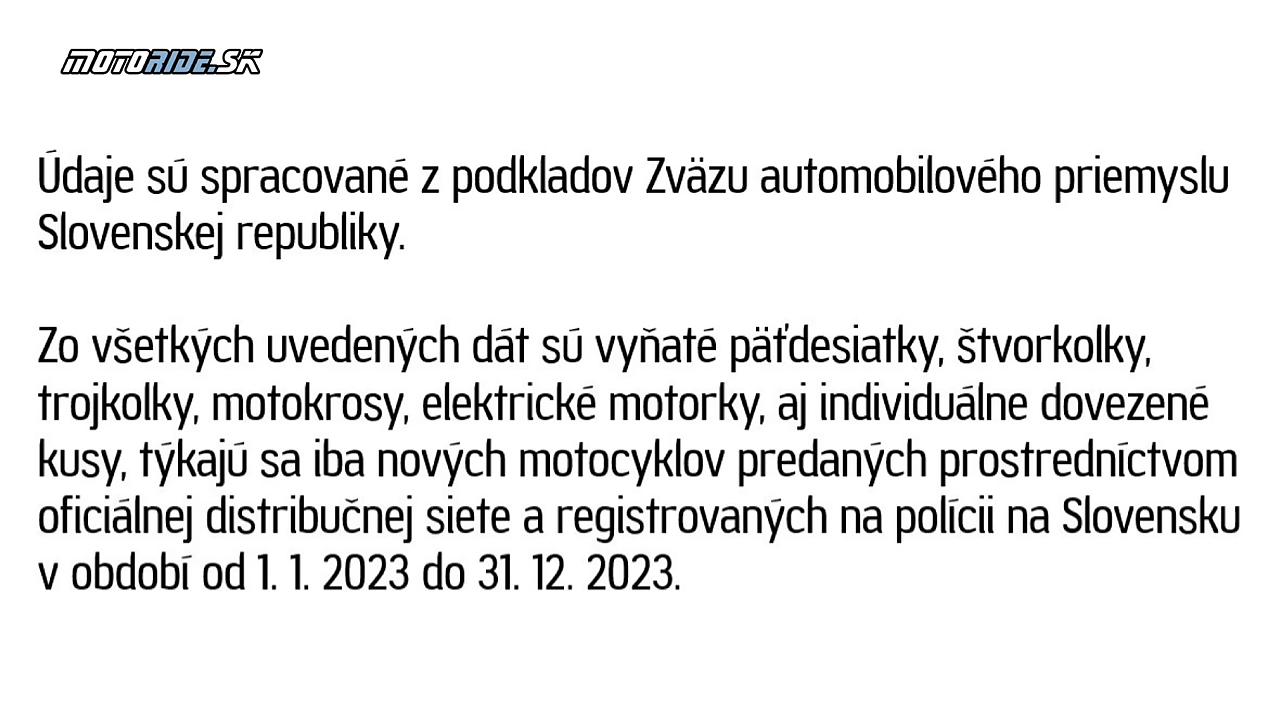 MOTORIDE.SK
Údaje sú spracované z podkladov Zväzu automobilového priemyslu
Slovenskej republiky.
Zo všetkých uvedených dát sú vyňaté päťdesiatky, štvorkolky,
trojkolky, motokrosy, elektrické motorky, aj individuálne dovezené
kusy, týkajú sa iba nových motocyklov predaných prostredníctvom
oficiálnej distribučnej siete a registrovaných na polícii na Slovensku
v období od 1. 1. 2023 do 31. 12. 2023.